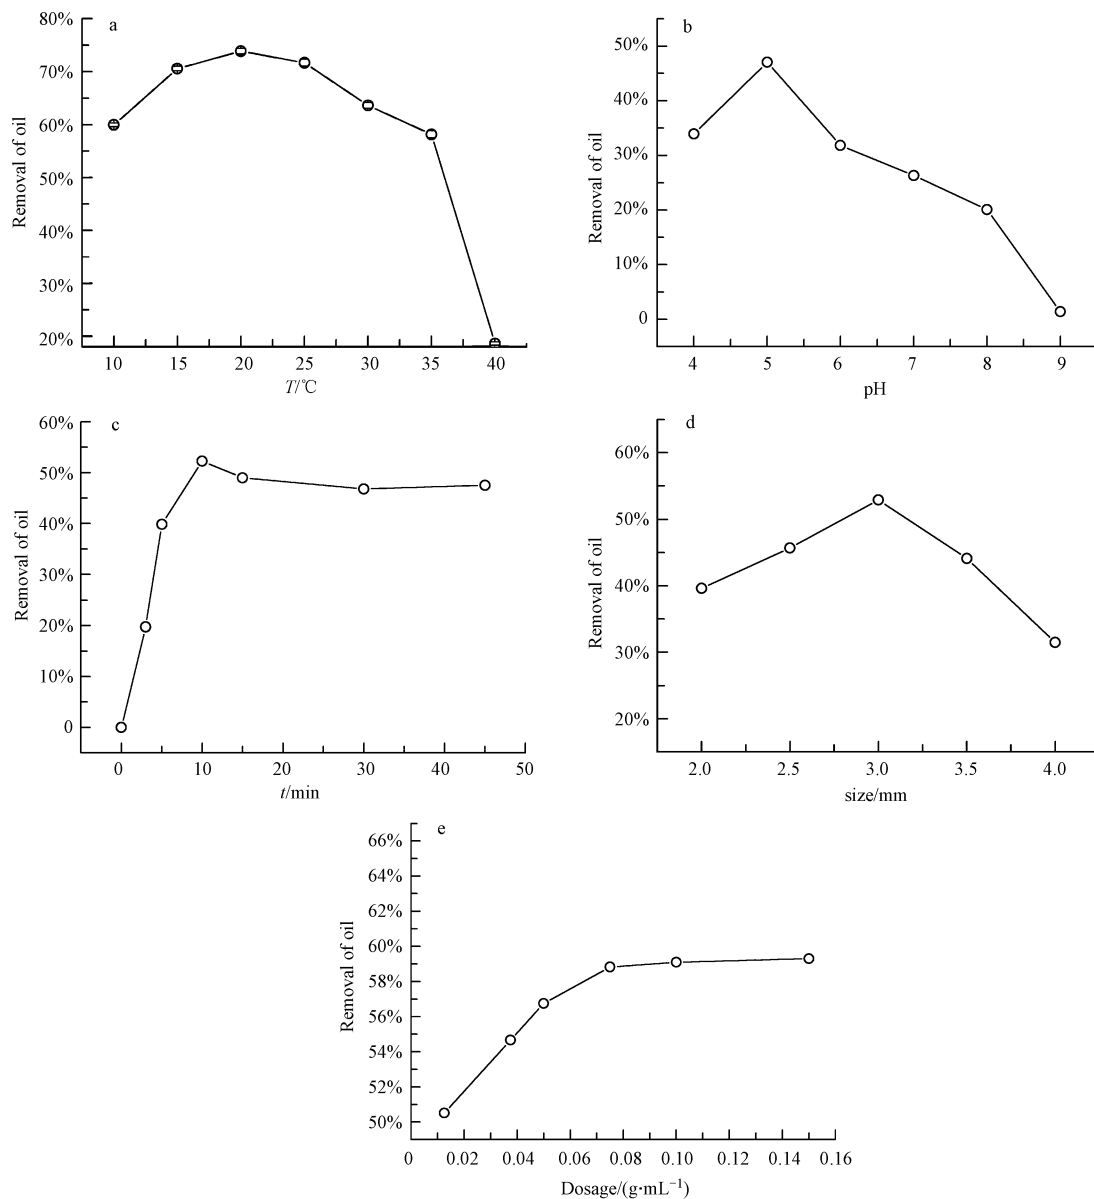 a
Removal of oil
80%
70%
60%
50%
40%
30%
20%
10 15 20 25 30 35 40
T/℃
b
Removal of oil
50%
40%
30%
20%
10%
0
4 5 6 7 8 9
pH
c
Removal of oil
60%
50%
40%
30%
20%
10%
0
0 10 20 30 40 50
t/min
d
Removal of oil
60%
50%
40%
30%
20%
2.0 2.5 3.0 3.5 4.0
size/mm
e
Removal of oil
66%
64%
62%
60%
58%
56%
54%
52%
50%
0 0.02 0.04 0.06 0.08 0.10 0.12 0.14 0.16
Dosage/(g·mL⁻¹)